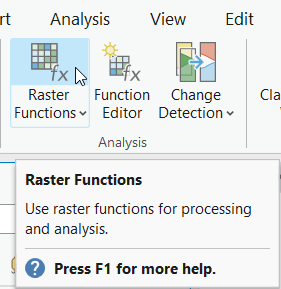 rt Analysis View Edit
Raster Functions
Function Editor
Change Detection
Cla
Analysis
Raster Functions
Use raster functions for processing
and analysis.
? Press F1 for more help.